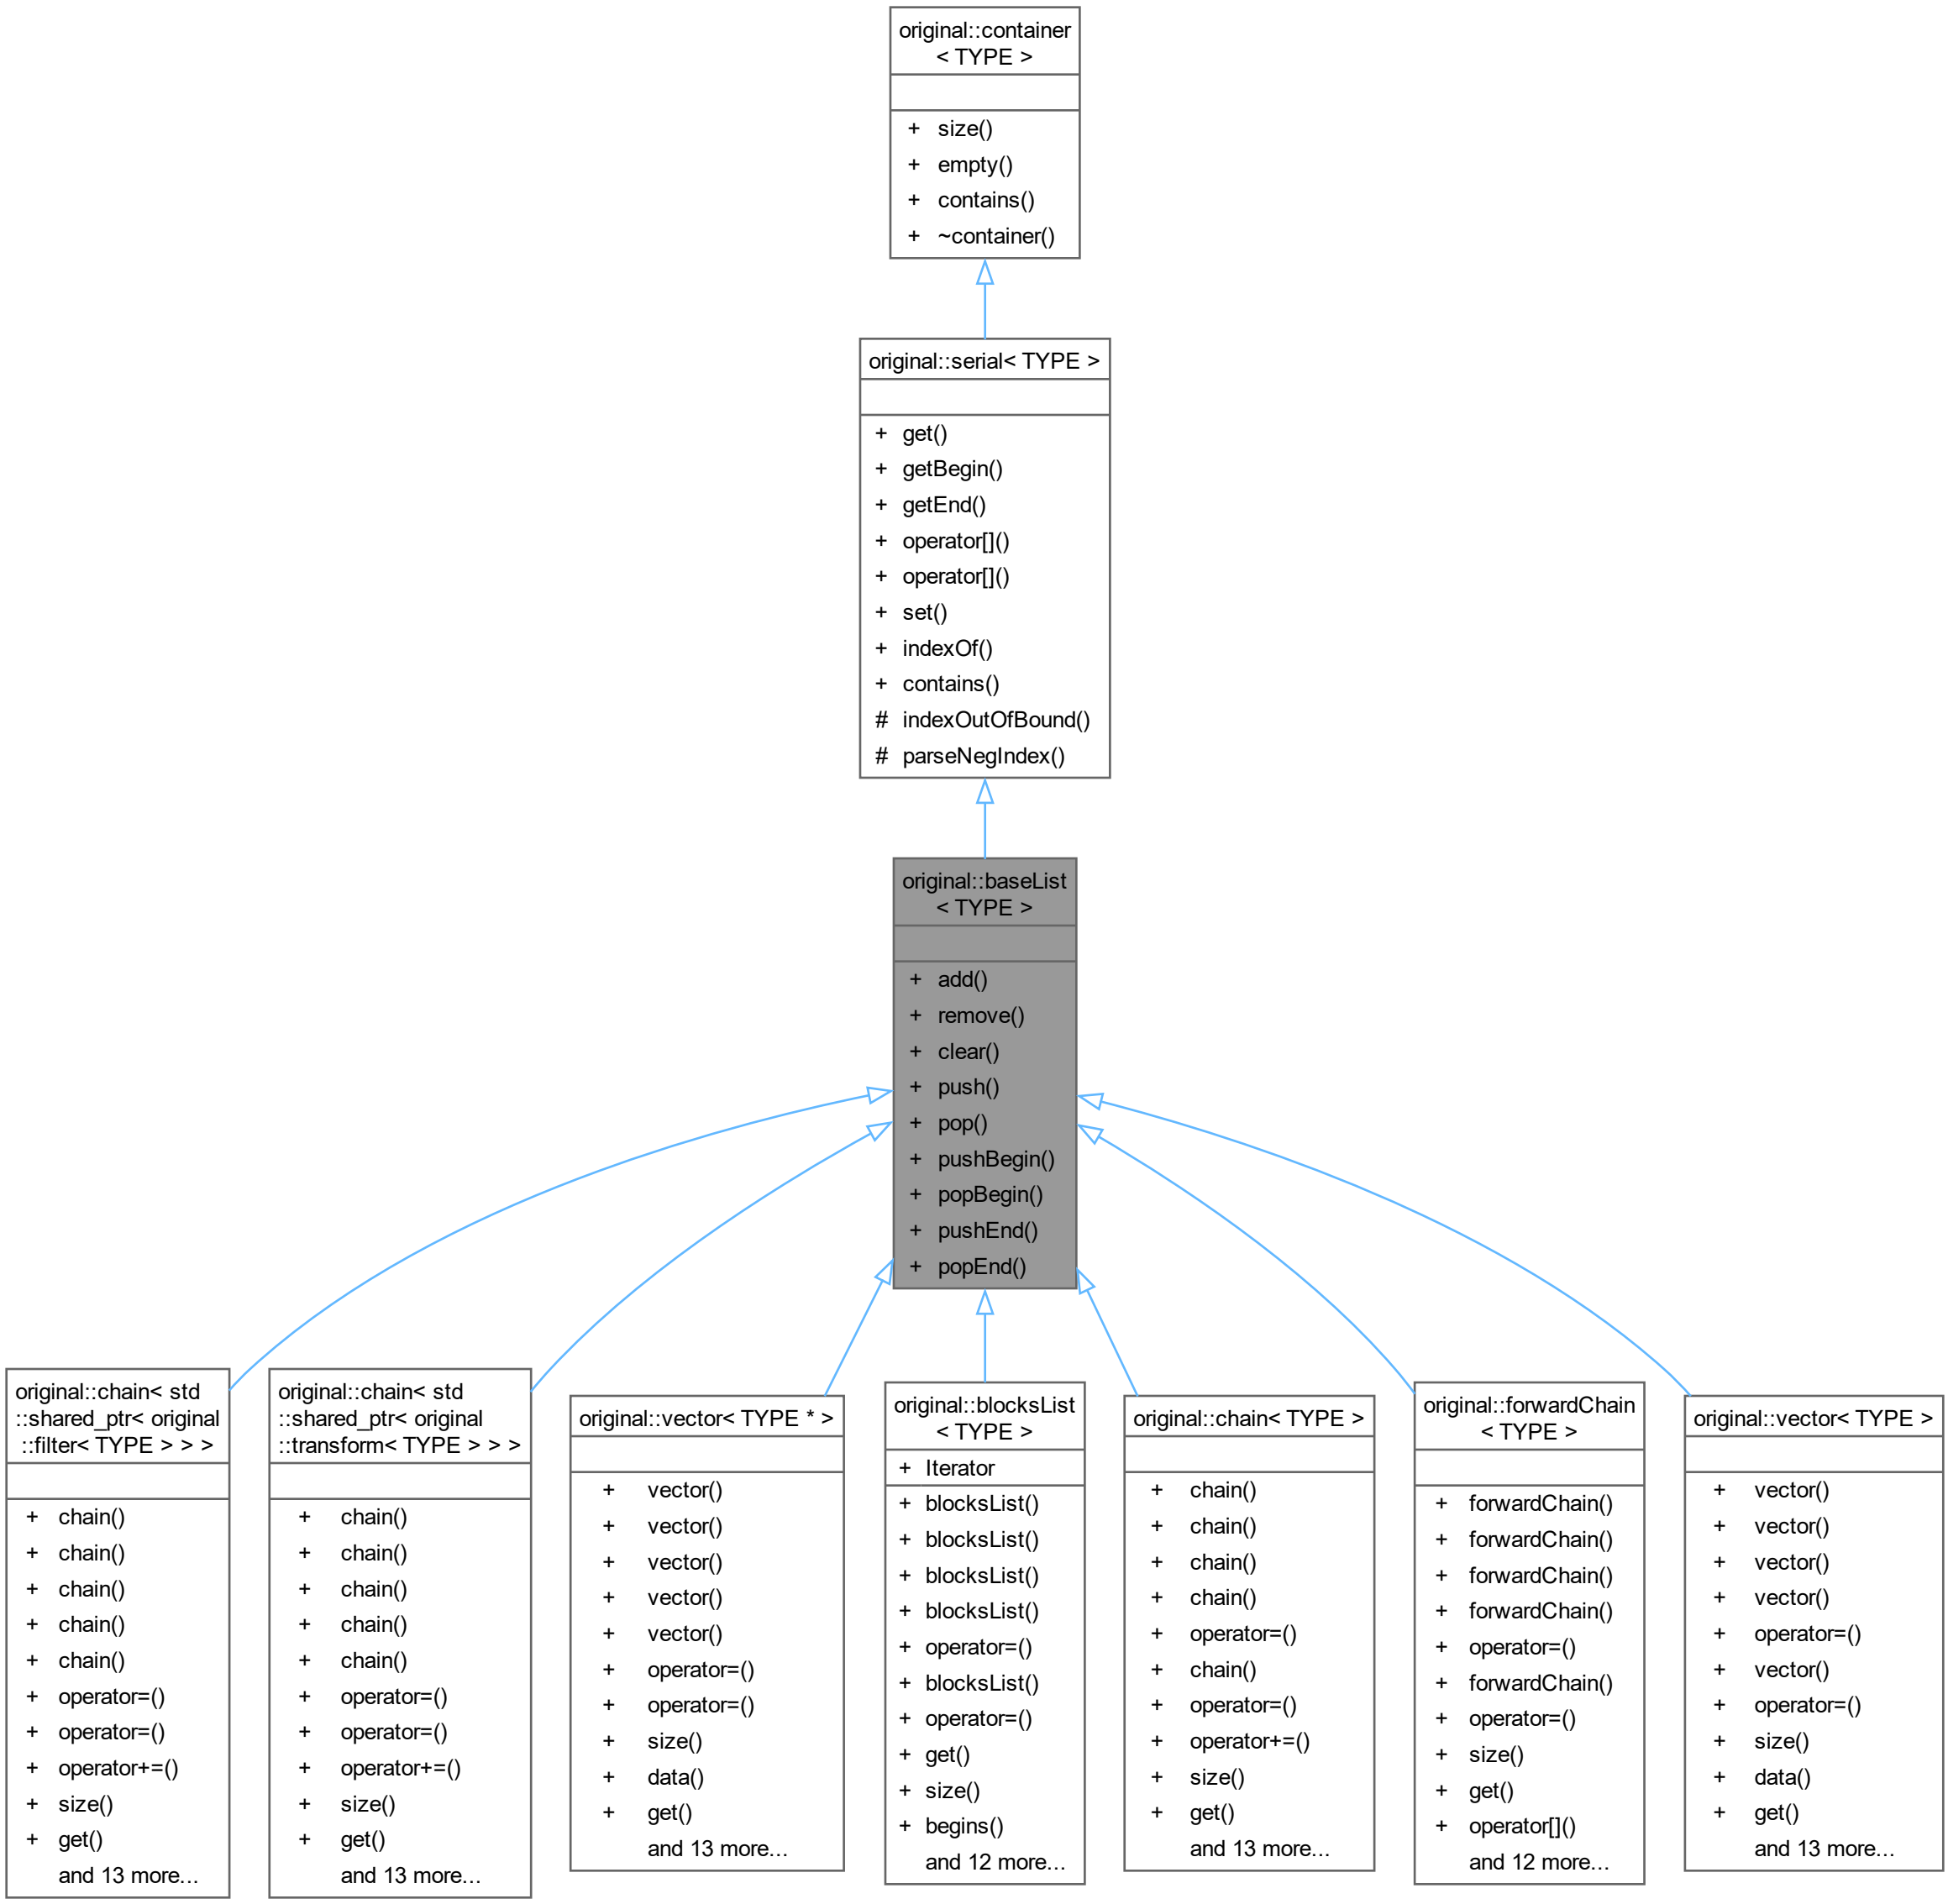 original::container
< TYPE >
+ size()
+ empty()
+ contains()
+ ~container()
original::serial< TYPE >
+ get()
+ getBegin()
+ getEnd()
+ operator[]()
+ operator[]()
+ set()
+ indexOf()
+ contains()
# indexOutOfBound()
# parseNegIndex()
original::baseList
< TYPE >
+ add()
+ remove()
+ clear()
+ push()
+ pop()
+ pushBegin()
+ popBegin()
+ pushEnd()
+ popEnd()
original::chain< std
::shared_ptr< original
::filter< TYPE > > >
+ chain()
+ chain()
+ chain()
+ chain()
+ chain()
+ operator=()
+ operator=()
+ operator+=()
+ size()
+ get()
and 13 more...
original::chain< std
::shared_ptr< original
::transform< TYPE > > >
+ chain()
+ chain()
+ chain()
+ chain()
+ chain()
+ operator=()
+ operator=()
+ operator+=()
+ size()
+ get()
and 13 more...
original::vector< TYPE * >
+ vector()
+ vector()
+ vector()
+ vector()
+ vector()
+ operator=()
+ operator=()
+ size()
+ data()
+ get()
and 13 more...
original::blocksList
< TYPE >
+ Iterator
+ blocksList()
+ blocksList()
+ blocksList()
+ blocksList()
+ operator=()
+ blocksList()
+ operator=()
+ get()
+ size()
+ begins()
and 12 more...
original::chain< TYPE >
+ chain()
+ chain()
+ chain()
+ chain()
+ operator=()
+ chain()
+ operator=()
+ operator+=()
+ size()
+ get()
and 13 more...
original::forwardChain
< TYPE >
+ forwardChain()
+ forwardChain()
+ forwardChain()
+ forwardChain()
+ operator=()
+ forwardChain()
+ operator=()
+ size()
+ get()
+ operator[]()
and 12 more...
original::vector< TYPE >
+ vector()
+ vector()
+ vector()
+ vector()
+ operator=()
+ vector()
+ operator=()
+ size()
+ data()
+ get()
and 13 more...